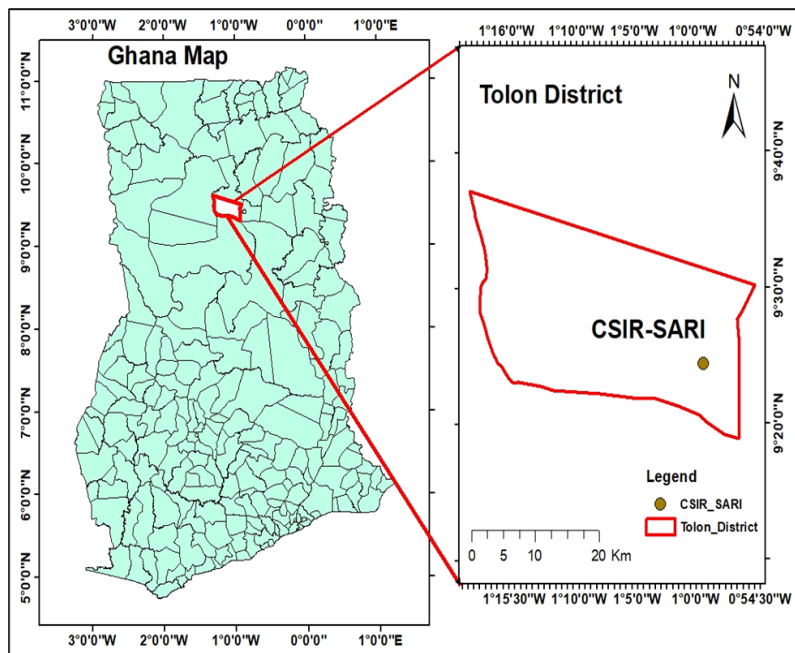 3°0'0"W 2°0'0"W 1°0'0"W 0°0'0" 1°0'0"E
Ghana Map
11°0'0"N
10°0'0"N
9°0'0"N
8°0'0"N
7°0'0"N
6°0'0"N
5°0'0"N
3°0'0"W 2°0'0"W 1°0'0"W 0°0'0" 1°0'0"E
1°16'0"W 1°10'0"W 1°5'0"W 1°0'0"W 0°54'0"W
Tolon District
N
9°40'0"N
9°30'0"N
9°20'0"N
CSIR-SARI
Legend
CSIR_SARI
Tolon_District
0 5 10 20 Km
1°15'30"W 1°10'0"W 1°5'0"W 1°0'0"W 0°54'30"W